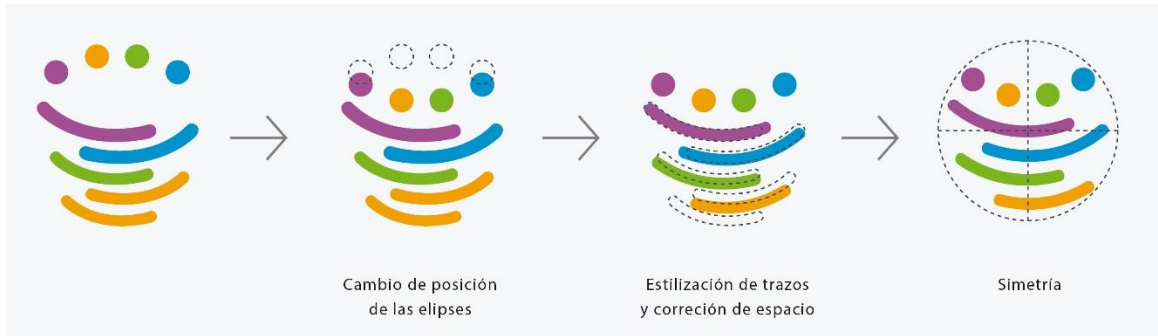 Cambio de posición
de las elipses
Estilización de trazos
y correción de espacio
Simetría